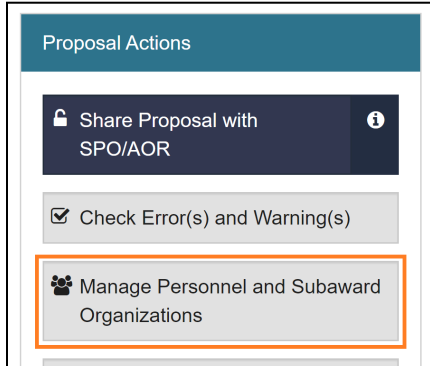 Proposal Actions
Share Proposal with
SPO/AOR
Check Error(s) and Warning(s)
Manage Personnel and Subaward
Organizations